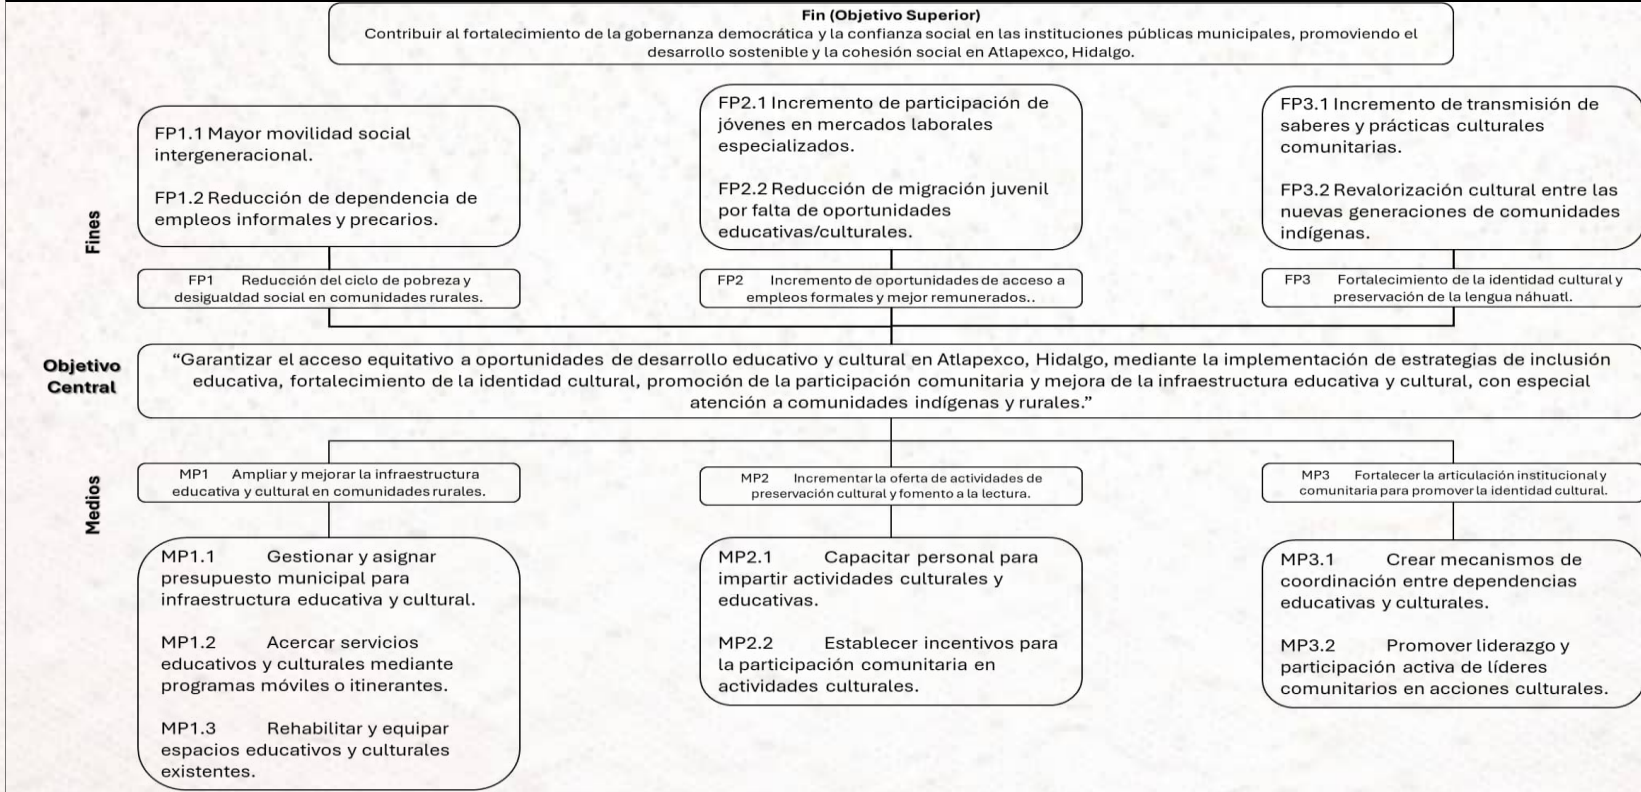 Fin (Objetivo Superior)
Contribuir al fortalecimiento de la gobernanza democrática y la confianza social en las instituciones públicas municipales, promoviendo el
desarrollo sostenible y la cohesión social en Atlapexco, Hidalgo.
Fines
FP1.1 Mayor movilidad social
intergeneracional.
FP1.2 Reducción de dependencia de
empleos informales y precarios.
FP2.1 Incremento de participación de
jóvenes en mercados laborales
especializados.
FP2.2 Reducción de migración juvenil
por falta de oportunidades
educativas/culturales.
FP3.1 Incremento de transmisión de
saberes y prácticas culturales
comunitarias.
FP3.2 Revalorización cultural entre las
nuevas generaciones de comunidades
indígenas.
FP1 Reducción del ciclo de pobreza y
desigualdad social en comunidades rurales.
FP2 Incremento de oportunidades de acceso a
empleos formales y mejor remunerados..
FP3 Fortalecimiento de la identidad cultural y
preservación de la lengua náhuatl.
Objetivo
Central
“Garantizar el acceso equitativo a oportunidades de desarrollo educativo y cultural en Atlapexco, Hidalgo, mediante la implementación de estrategias de inclusión
educativa, fortalecimiento de la identidad cultural, promoción de la participación comunitaria y mejora de la infraestructura educativa y cultural, con especial
atención a comunidades indígenas y rurales.”
Medios
MP1 Ampliar y mejorar la infraestructura
educativa y cultural en comunidades rurales.
MP2 Incrementar la oferta de actividades de
preservación cultural y fomento a la lectura.
MP3 Fortalecer la articulación institucional y
comunitaria para promover la identidad cultural.
MP1.1 Gestionar y asignar
presupuesto municipal para
infraestructura educativa y cultural.
MP1.2 Acercar servicios
educativos y culturales mediante
programas móviles o itinerantes.
MP1.3 Rehabilitar y equipar
espacios educativos y culturales
existentes.
MP2.1 Capacitar personal para
impartir actividades culturales y
educativas.
MP2.2 Establecer incentivos para
la participación comunitaria en
actividades culturales.
MP3.1 Crear mecanismos de
coordinación entre dependencias
educativas y culturales.
MP3.2 Promover liderazgo y
participación activa de líderes
comunitarios en acciones culturales.